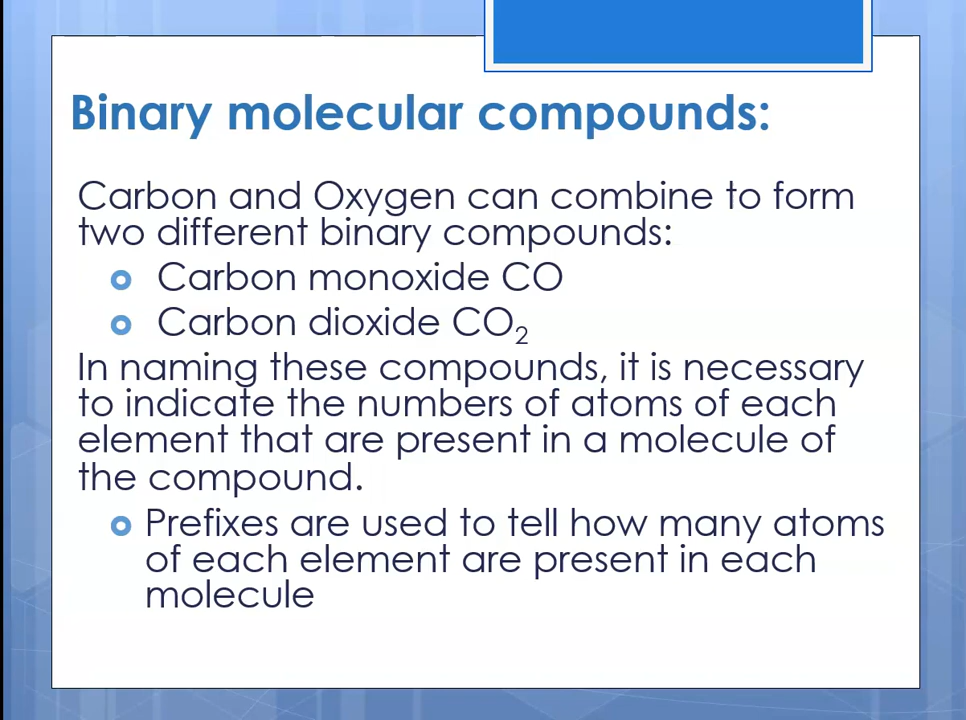 Binary molecular compounds:
Carbon and Oxygen can combine to form
two different binary compounds:
Carbon monoxide CO
Carbon dioxide CO₂
In naming these compounds, it is necessary
to indicate the numbers of atoms of each
element that are present in a molecule of
the compound.
Prefixes are used to tell how many atoms
of each element are present in each
molecule